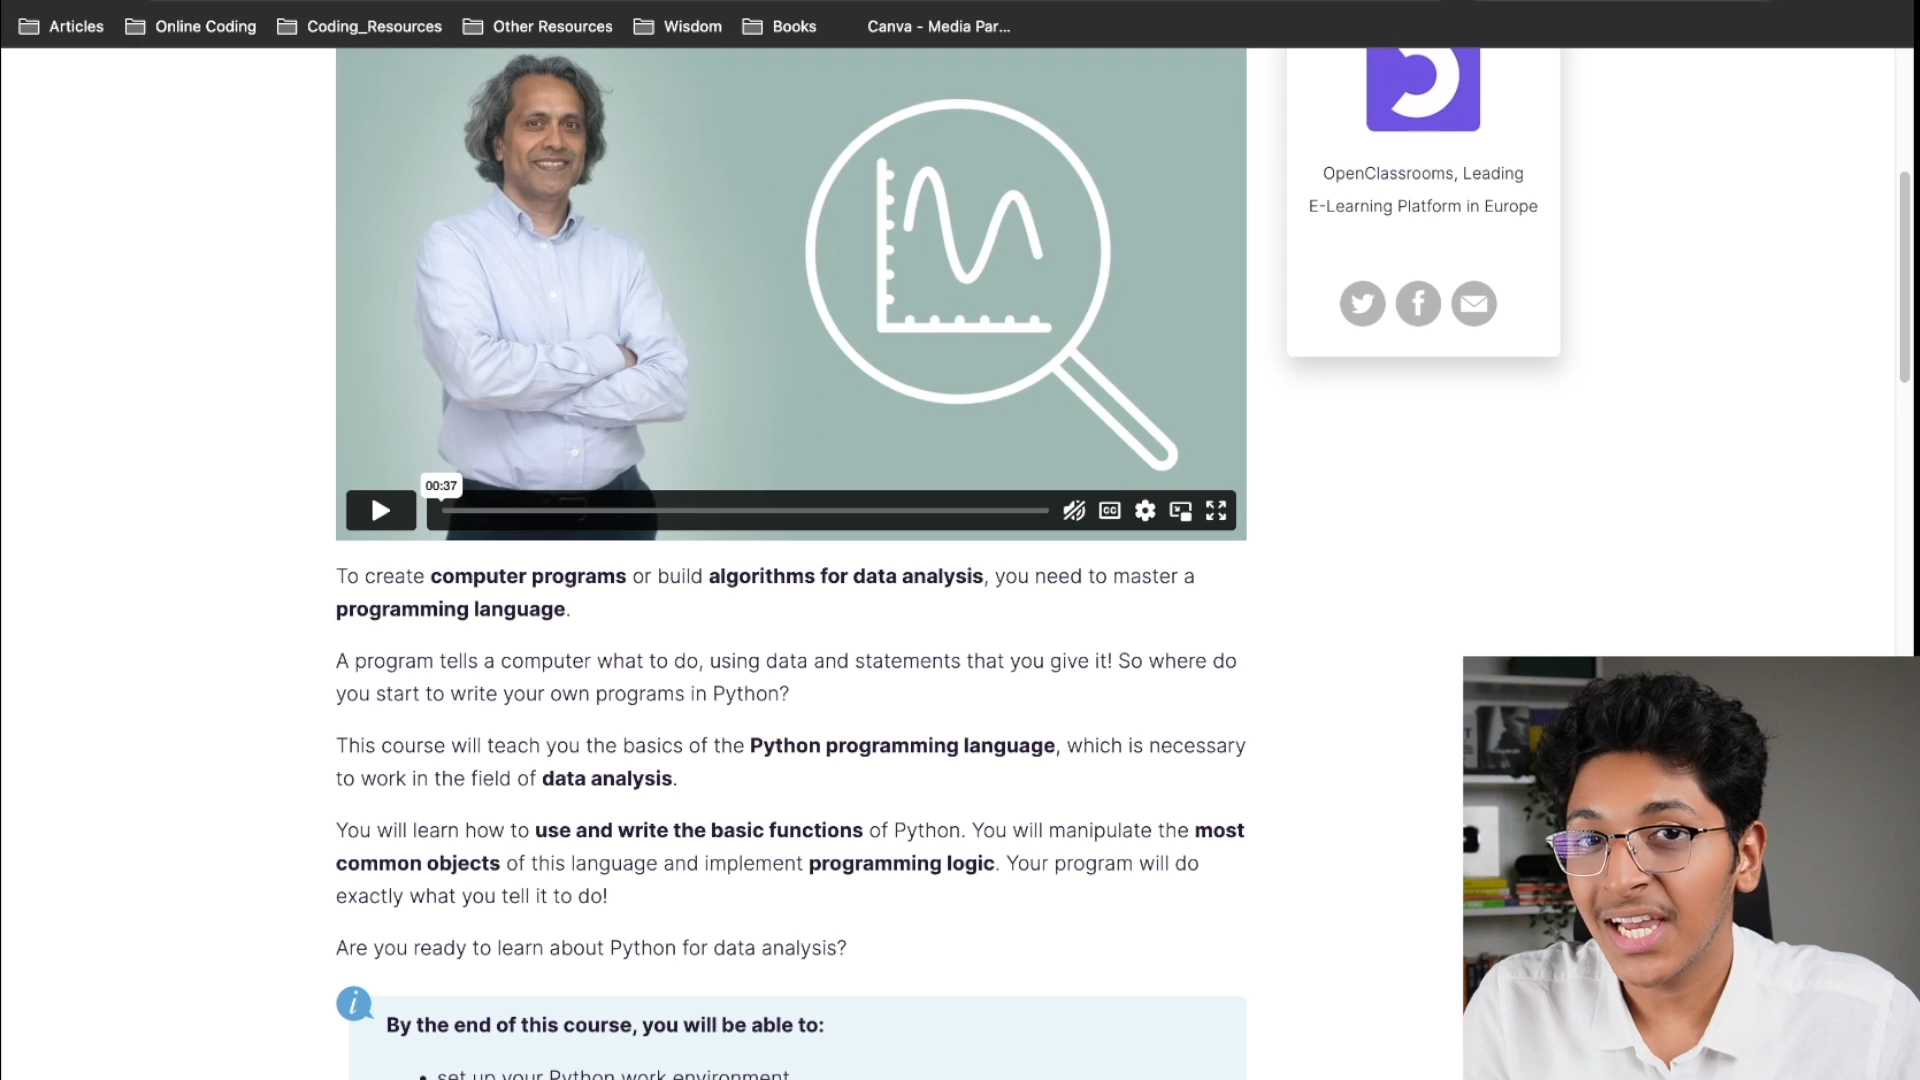 Articles
Online Coding
Coding_Resources
Other Resources
Wisdom
Books
Canva - Media Par...
OpenClassrooms, Leading
E-Learning Platform in Europe
00:37
CC
To create computer programs or build algorithms for data analysis, you need to master a
programming language.
A program tells a computer what to do, using data and statements that you give it! So where do
you start to write your own programs in Python?
This course will teach you the basics of the Python programming language, which is necessary
to work in the field of data analysis.
You will learn how to use and write the basic functions of Python. You will manipulate the most
common objects of this language and implement programming logic. Your program will do
exactly what you tell it to do!
Are you ready to learn about Python for data analysis?
i
By the end of this course, you will be able to:
• set up your Python work environment